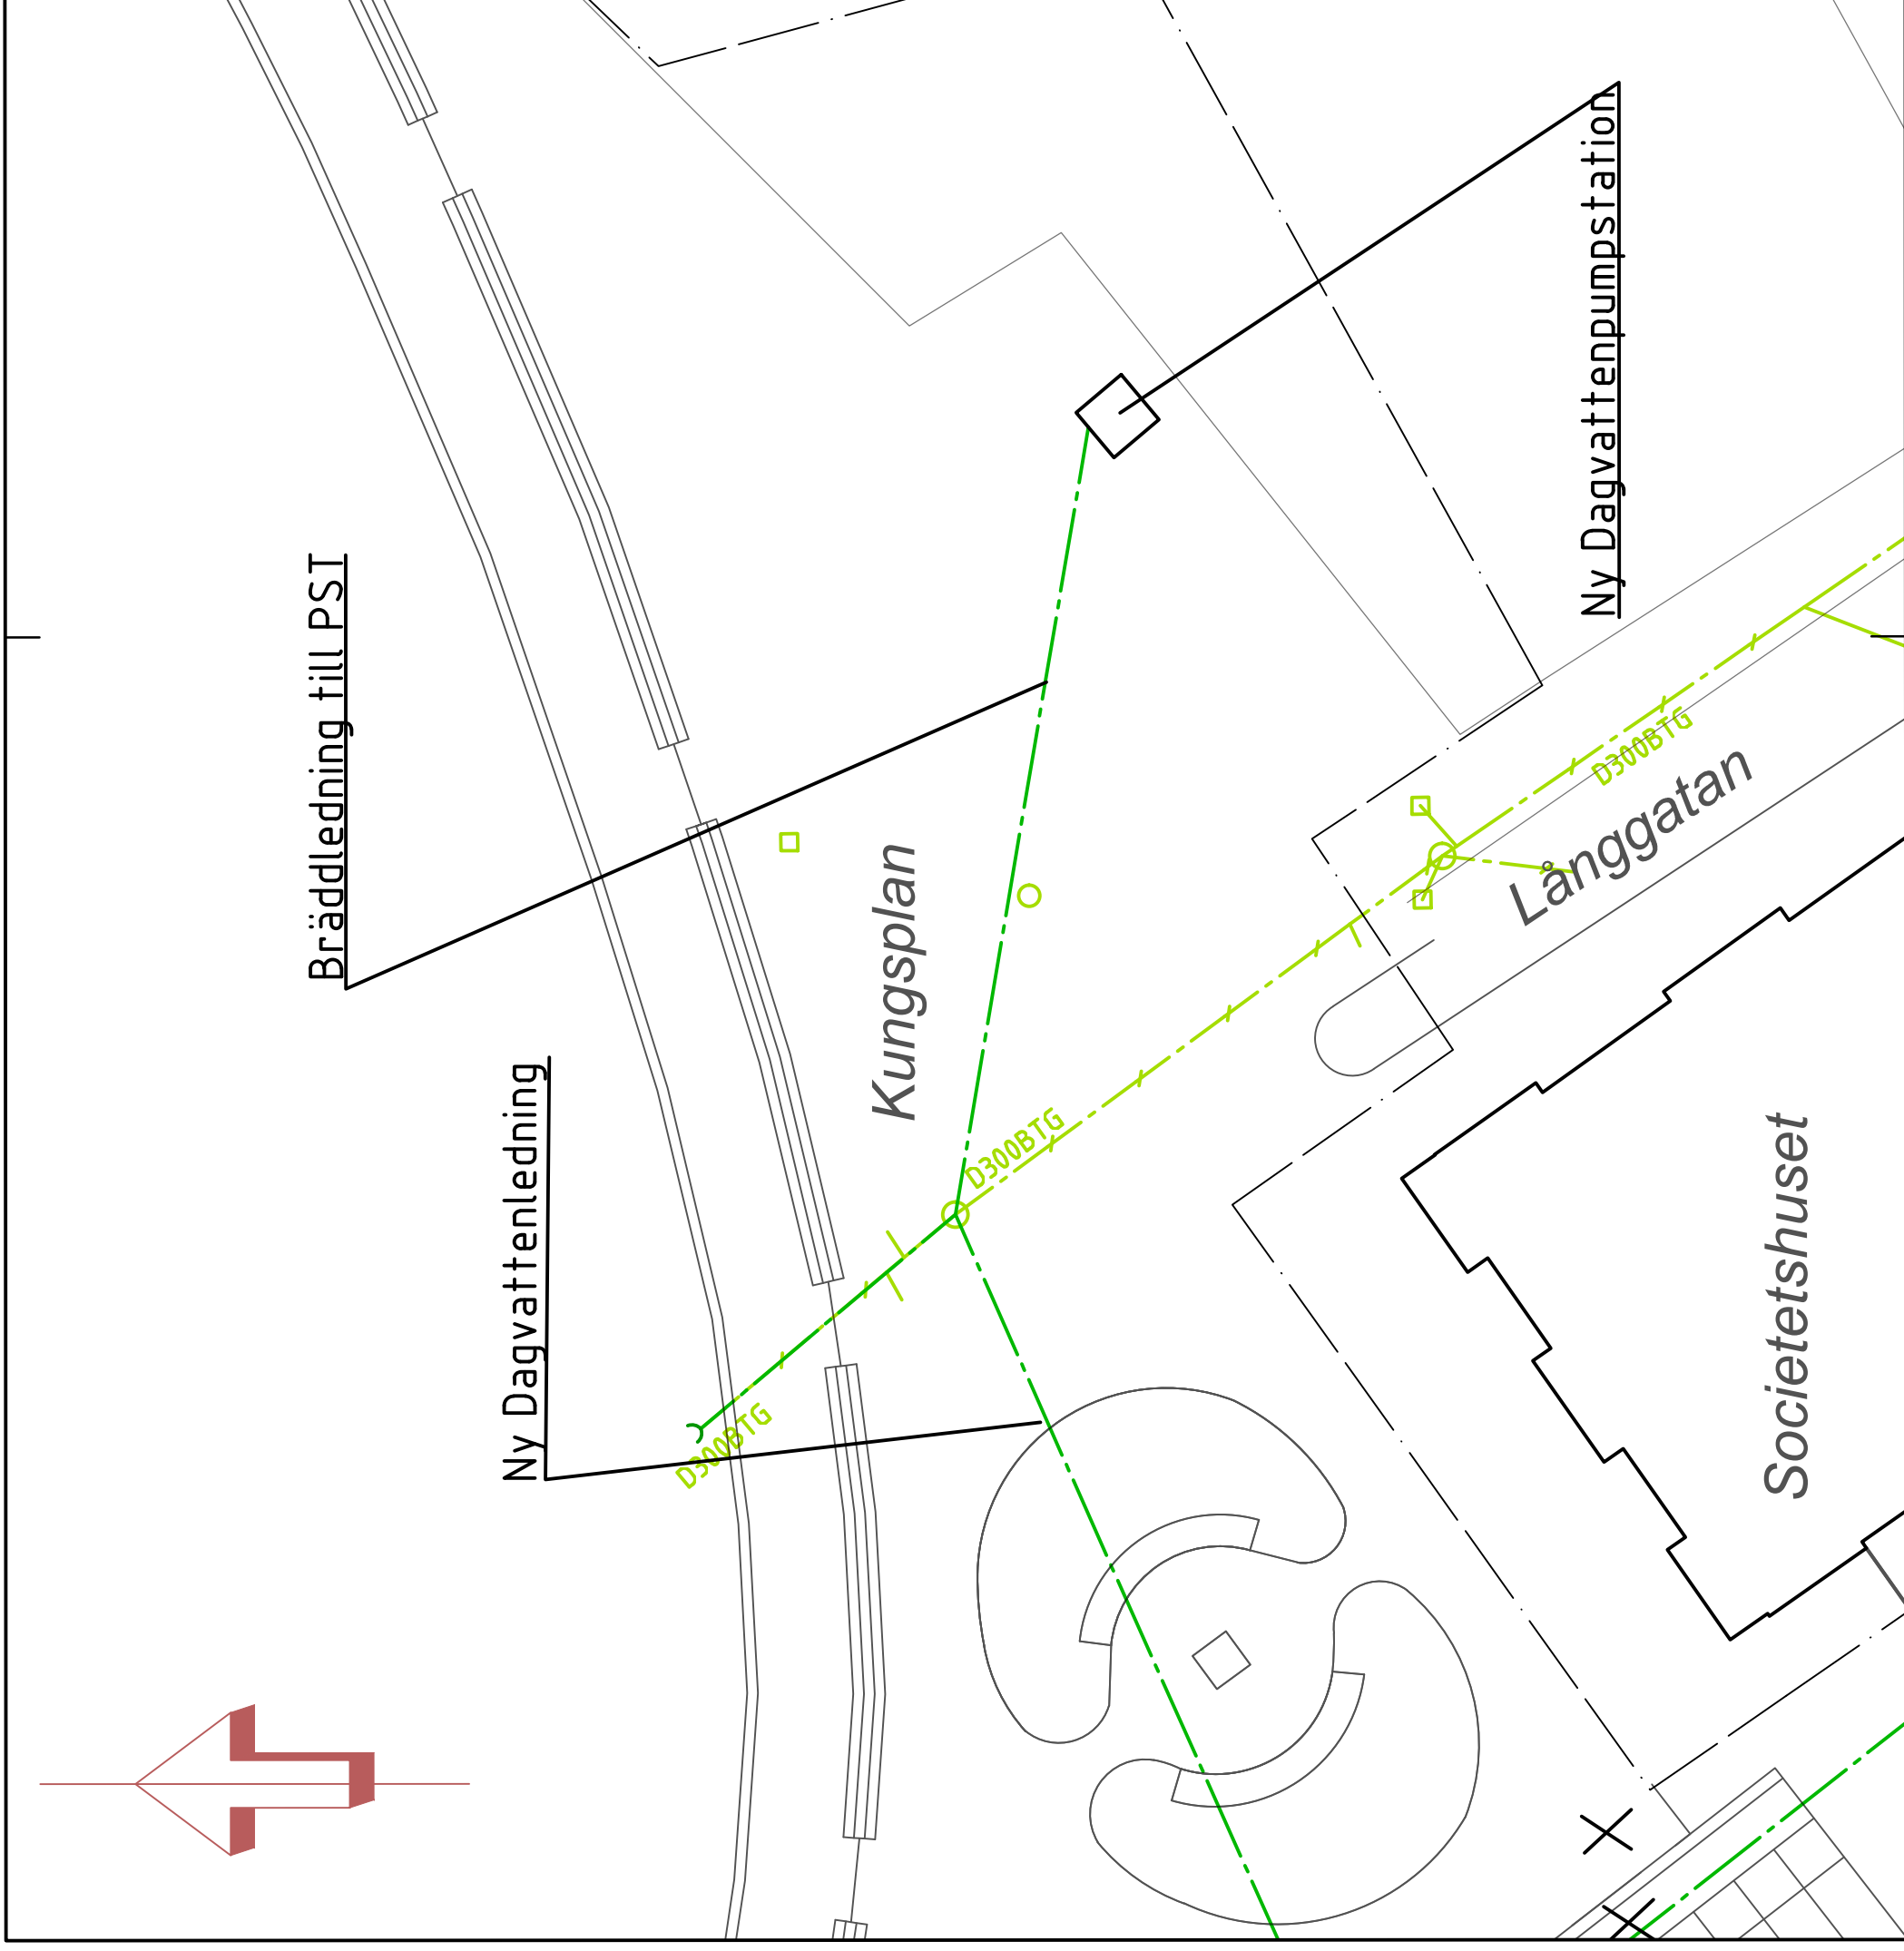 Bräddledning till PST
Ny Dagvattenledning
Ny Dagvattenpumpstation
Kungsplan
Långgatan
Societetshuset
D300BTG
D300BTG
D300BTG